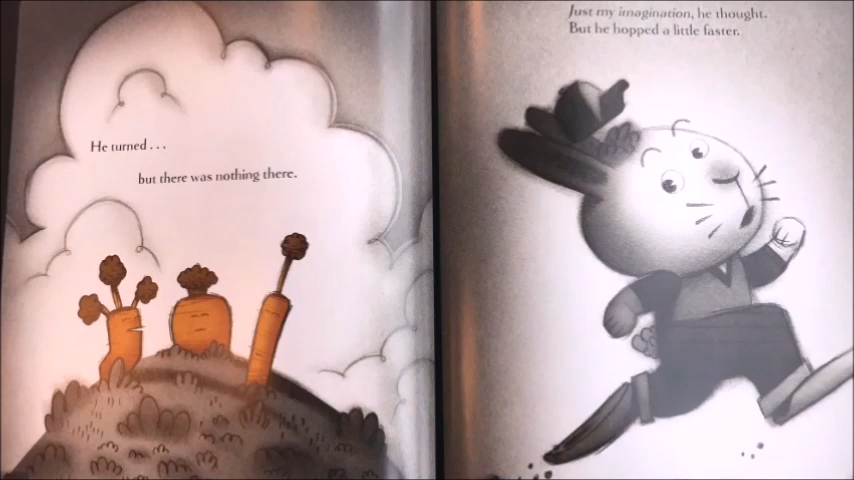 He turned . . .
but there was nothing there.
Just my imagination, he thought.
But he hopped a little faster.